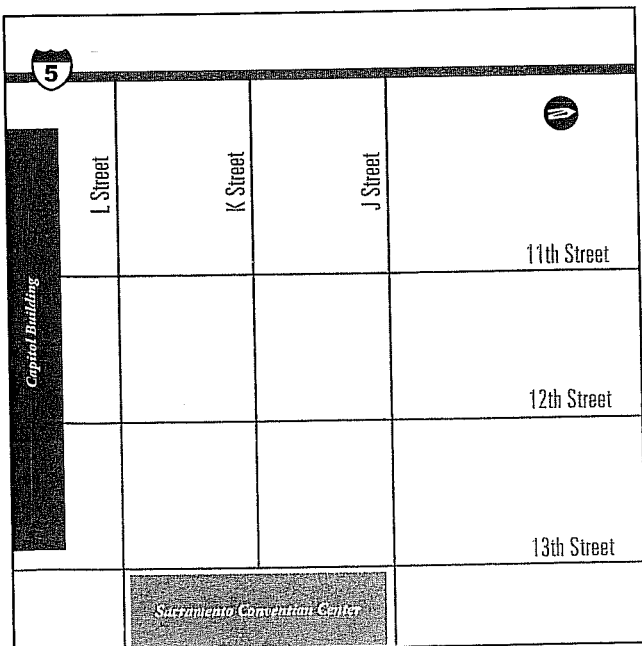 5
L Street
K Street
J Street
11th Street
Capitol Building
12th Street
13th Street
Sacramento Convention Center